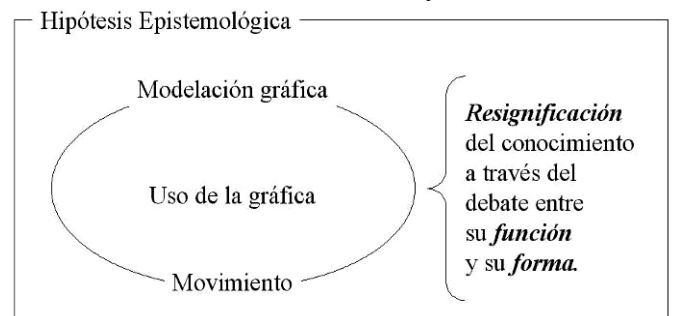 Hipótesis Epistemológica
Modelación gráfica
Uso de la gráfica
Movimiento
Resignificación
del conocimiento
a través del
debate entre
su función
y su forma.